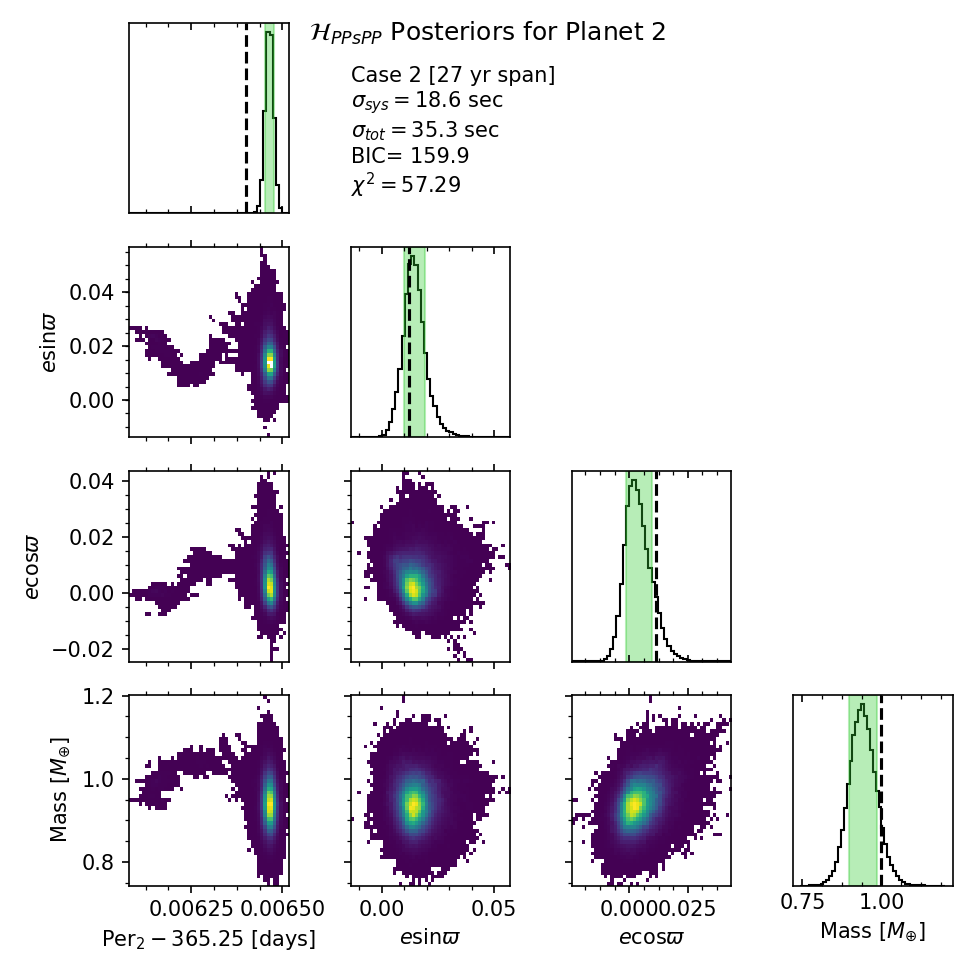 ℋ_PPsPP Posteriors for Planet 2
Case 2 [27 yr span]
σ_sys = 18.6 sec
σ_tot = 35.3 sec
BIC= 159.9
χ² = 57.29
0.04
0.02
0.00
esinϖ
0.04
0.02
0.00
−0.02
ecosϖ
1.2
1.0
0.8
Mass [M⊕]
0.00625 0.00650
Per₂ − 365.25 [days]
0.00 0.05
esinϖ
0.000 0.025
ecosϖ
0.75 1.00
Mass [M⊕]